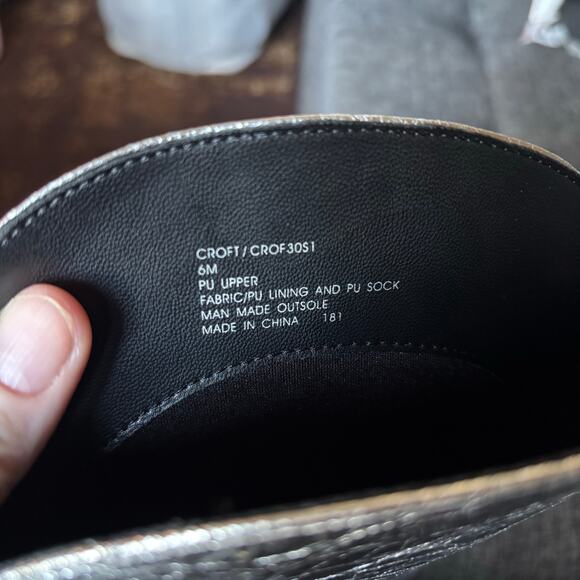 CROFT / CROF30S1
6M
PU UPPER
FABRIC/PU LINING AND PU SOCK
MAN MADE OUTSOLE
MADE IN CHINA 181